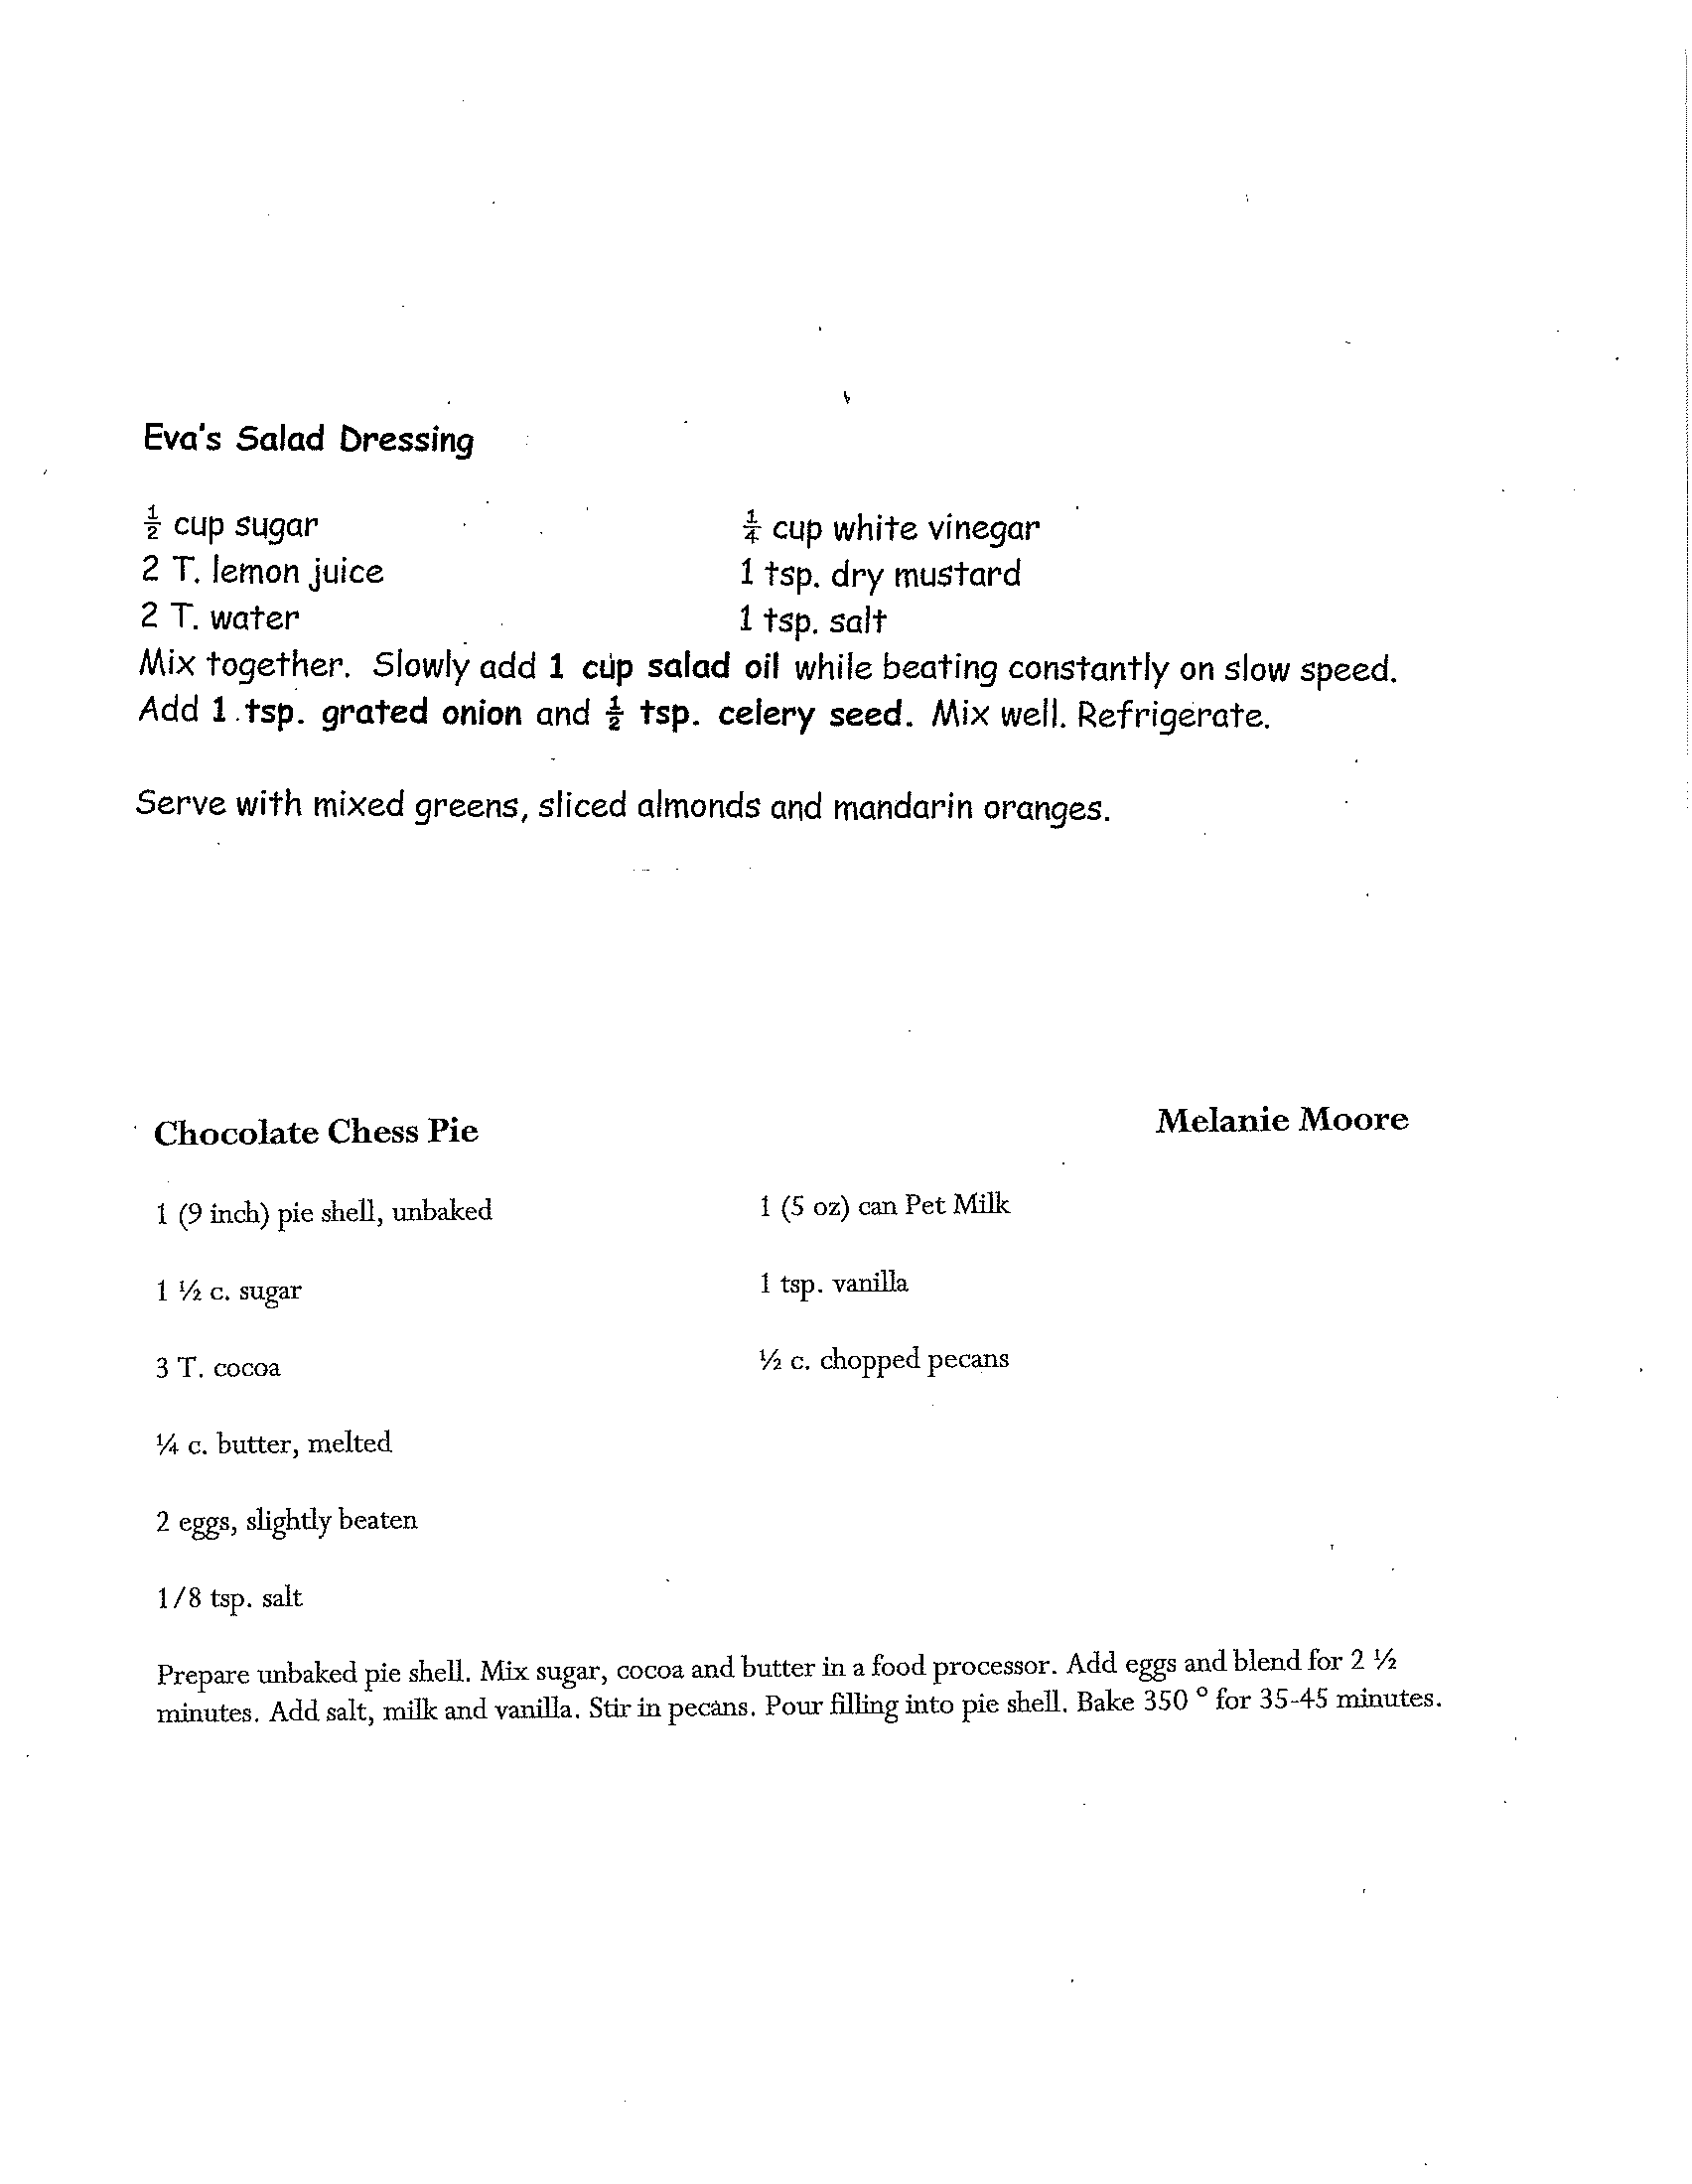 Eva's Salad Dressing
½ cup sugar ¼ cup white vinegar
2 T. lemon juice 1 tsp. dry mustard
2 T. water 1 tsp. salt
Mix together. Slowly add 1 cup salad oil while beating constantly on slow speed.
Add 1 tsp. grated onion and ½ tsp. celery seed. Mix well. Refrigerate.
Serve with mixed greens, sliced almonds and mandarin oranges.
Chocolate Chess Pie Melanie Moore
1 (9 inch) pie shell, unbaked 1 (5 oz) can Pet Milk
1 ½ c. sugar 1 tsp. vanilla
3 T. cocoa ½ c. chopped pecans
¼ c. butter, melted
2 eggs, slightly beaten
1/8 tsp. salt
Prepare unbaked pie shell. Mix sugar, cocoa and butter in a food processor. Add eggs and blend for 2 ½
minutes. Add salt, milk and vanilla. Stir in pecans. Pour filling into pie shell. Bake 350 ° for 35-45 minutes.